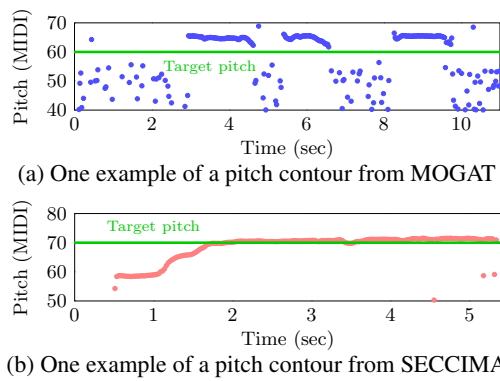 70
60
50
40
Pitch (MIDI)
Target pitch
0 2 4 6 8 10
Time (sec)
(a) One example of a pitch contour from MOGAT
80
70
60
50
Pitch (MIDI)
Target pitch
0 1 2 3 4 5
Time (sec)
(b) One example of a pitch contour from SECCIMA